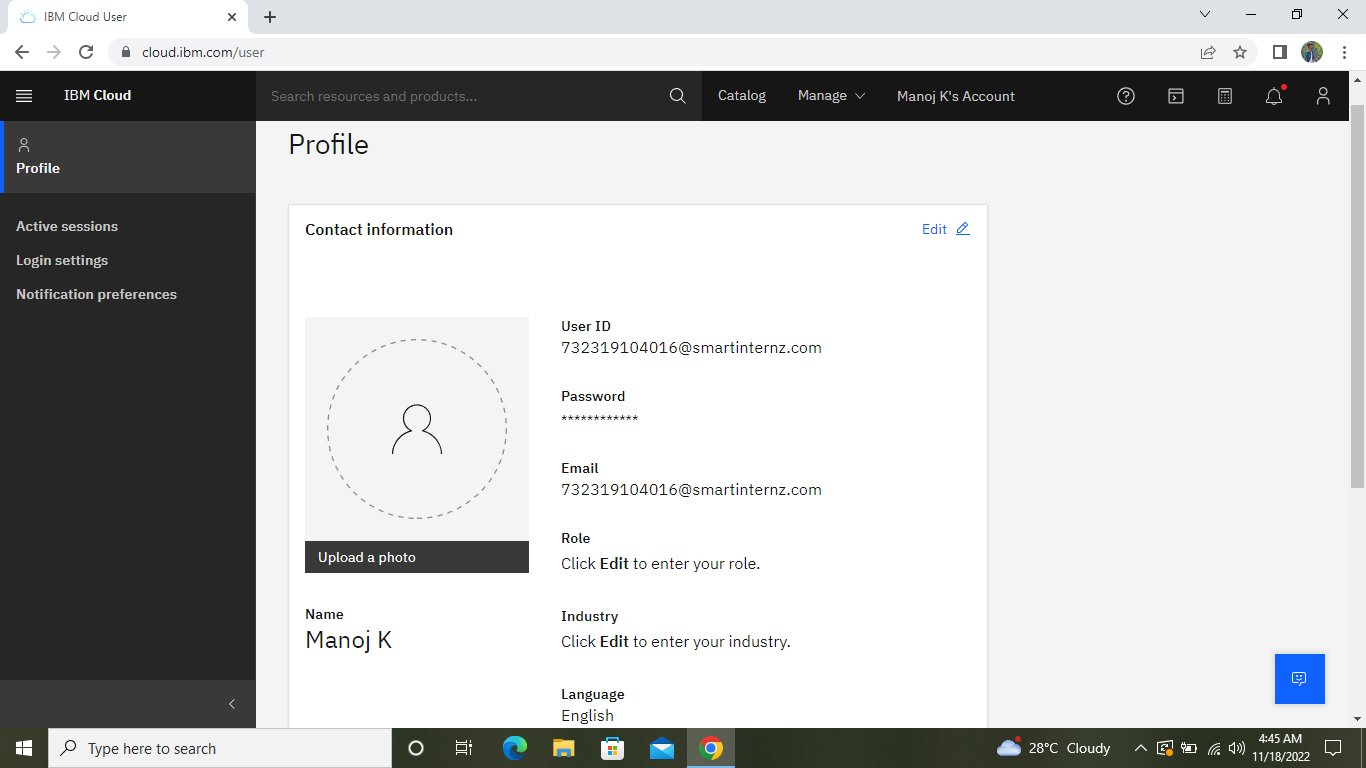 IBM Cloud User
cloud.ibm.com/user
IBM Cloud
Search resources and products...
Catalog
Manage
Manoj K's Account
Profile
Active sessions
Login settings
Notification preferences
Profile
Contact information
Edit
Upload a photo
Name
Manoj K
User ID
732319104016@smartinternz.com
Password
************
Email
732319104016@smartinternz.com
Role
Click Edit to enter your role.
Industry
Click Edit to enter your industry.
Language
English
Type here to search
28°C Cloudy
4:45 AM
11/18/2022